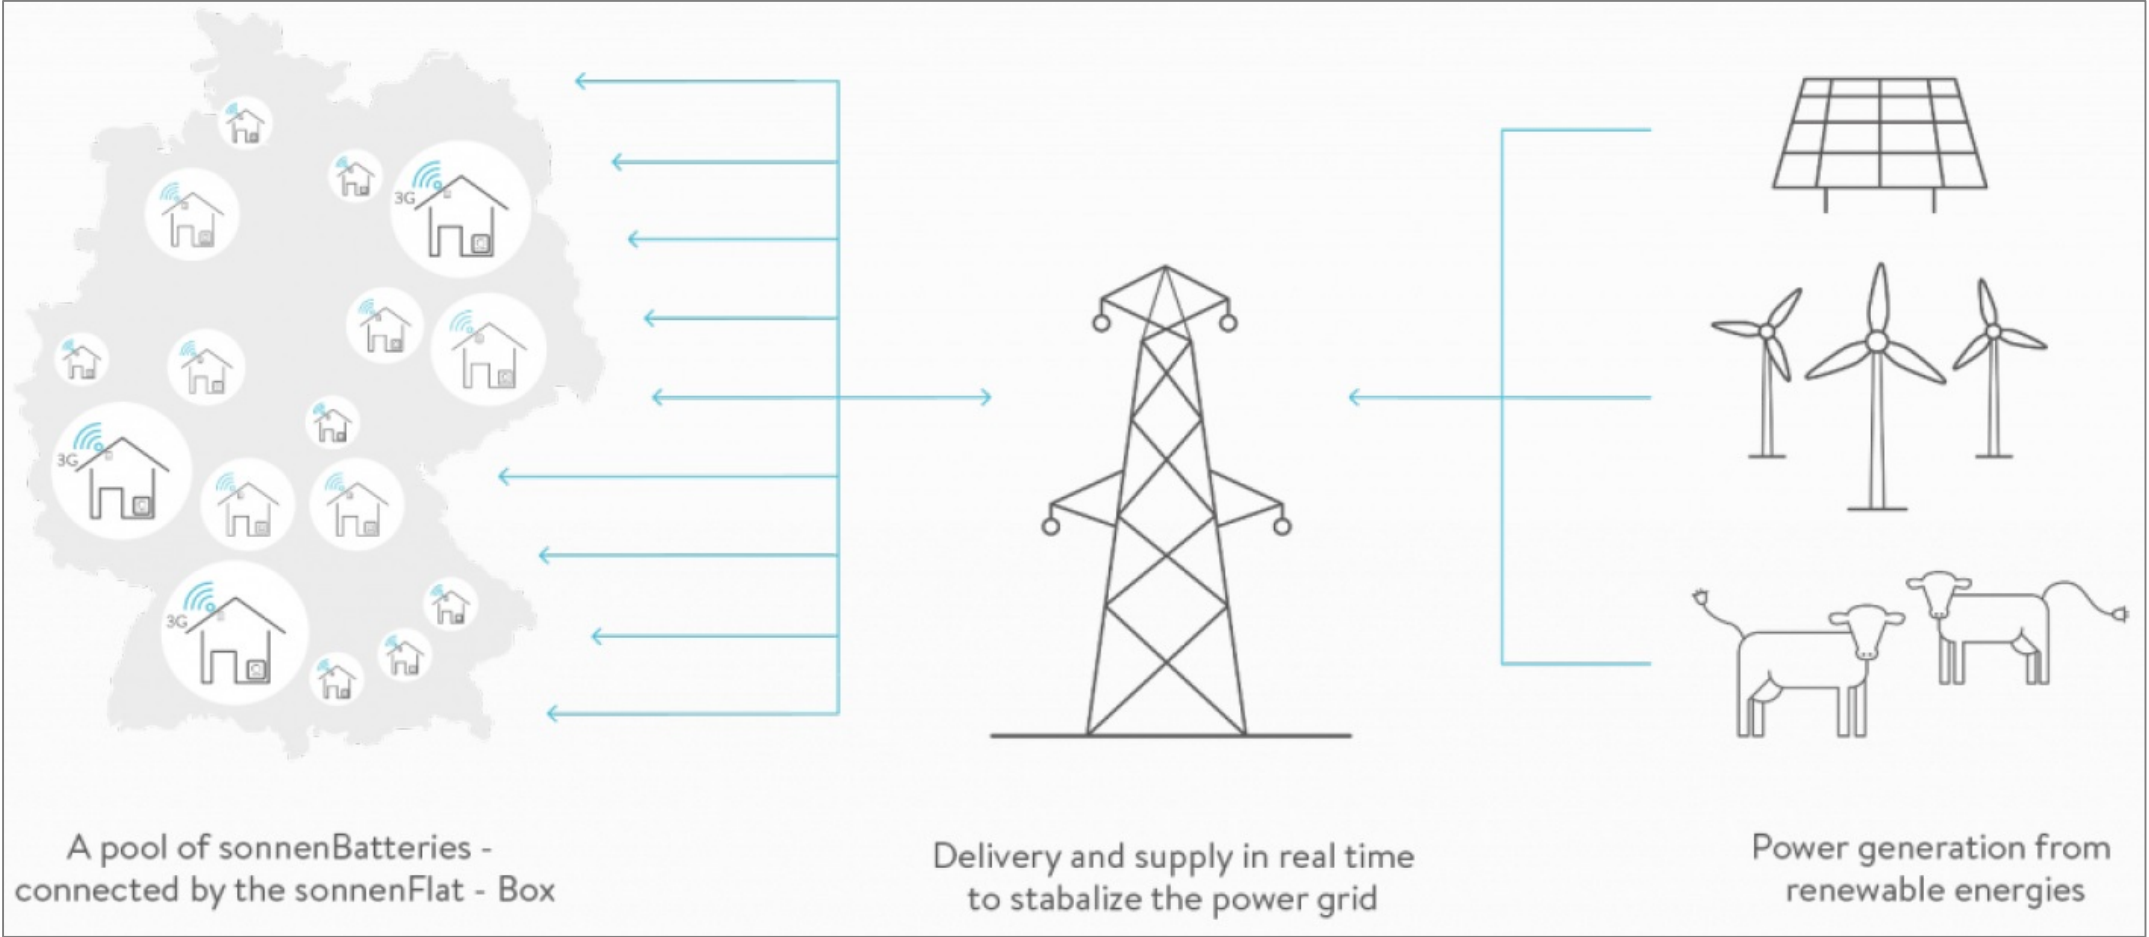 3G
3G
3G
A pool of sonnenBatteries -
connected by the sonnenFlat - Box
Delivery and supply in real time
to stabalize the power grid
Power generation from
renewable energies